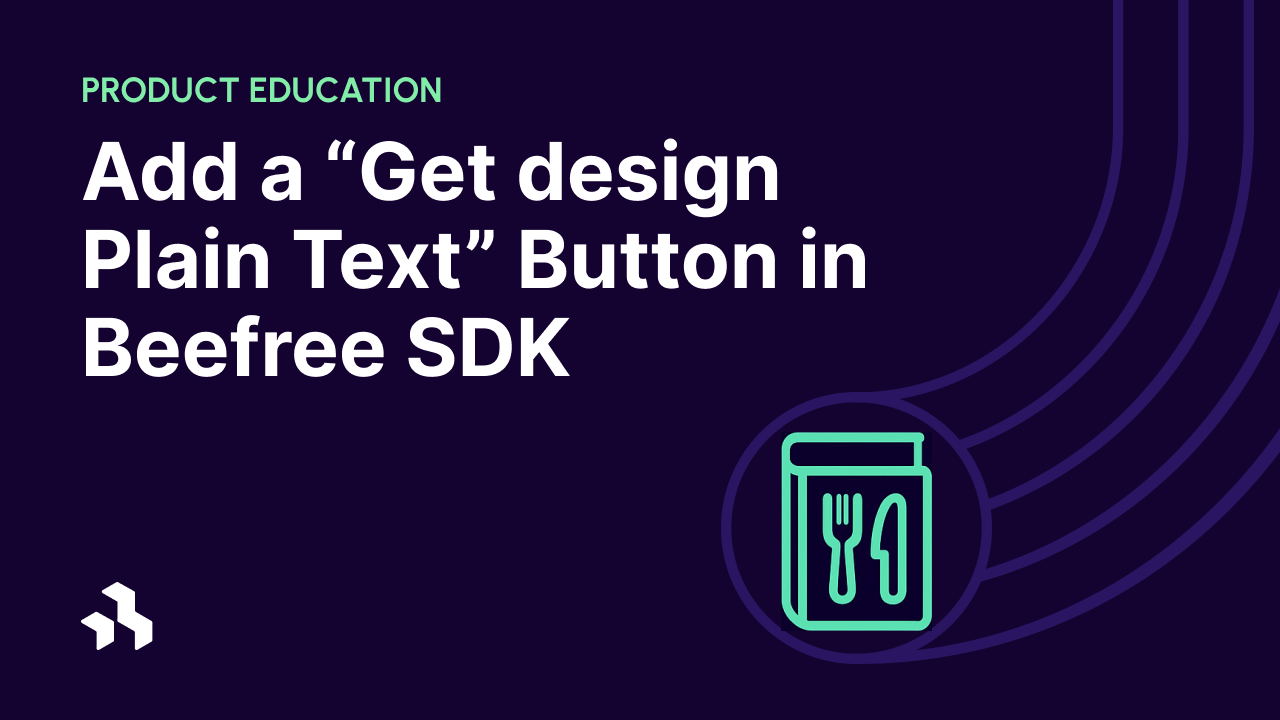 PRODUCT EDUCATION
Add a “Get design
Plain Text” Button in
Beefree SDK